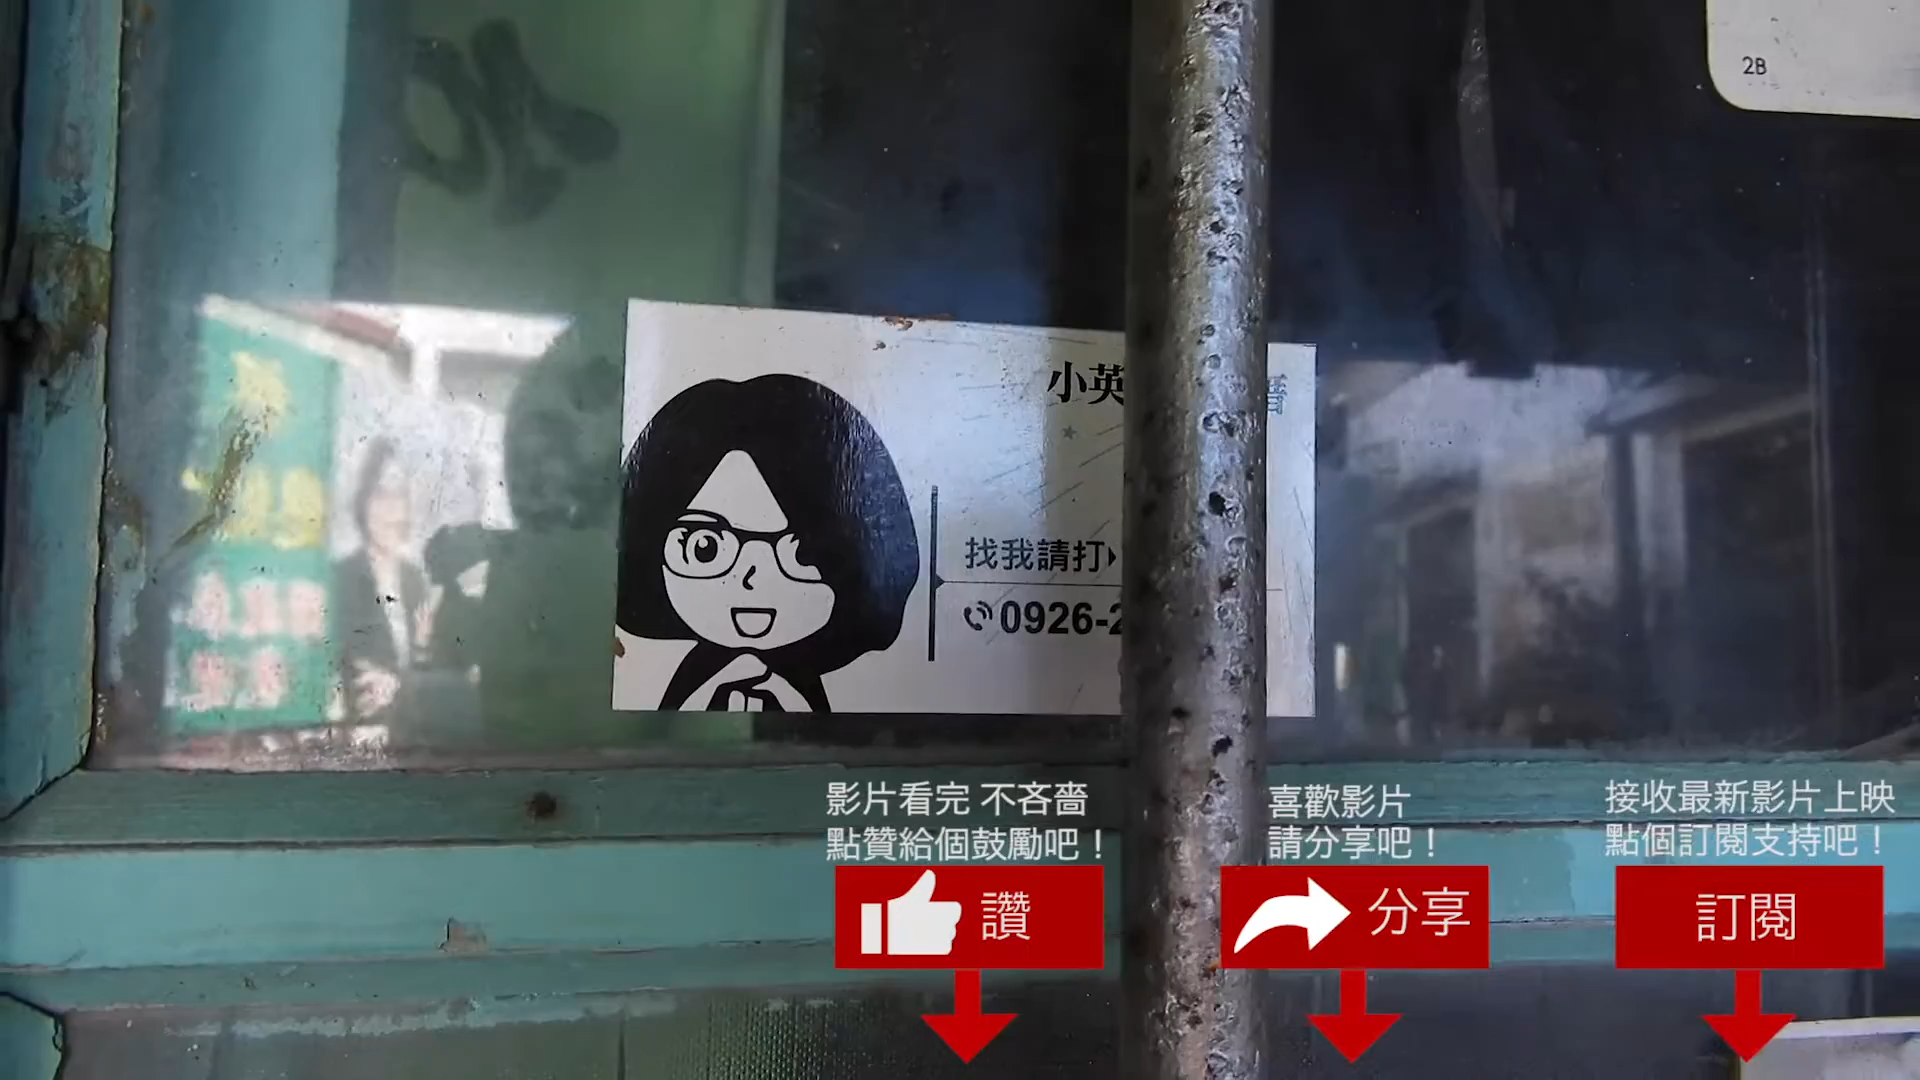 2B
小英
找我請打
0926-2
影片看完 不吝嗇
點贊給個鼓勵吧！
讚
喜歡影片
請分享吧！
分享
接收最新影片上映
點個訂閱支持吧！
訂閱